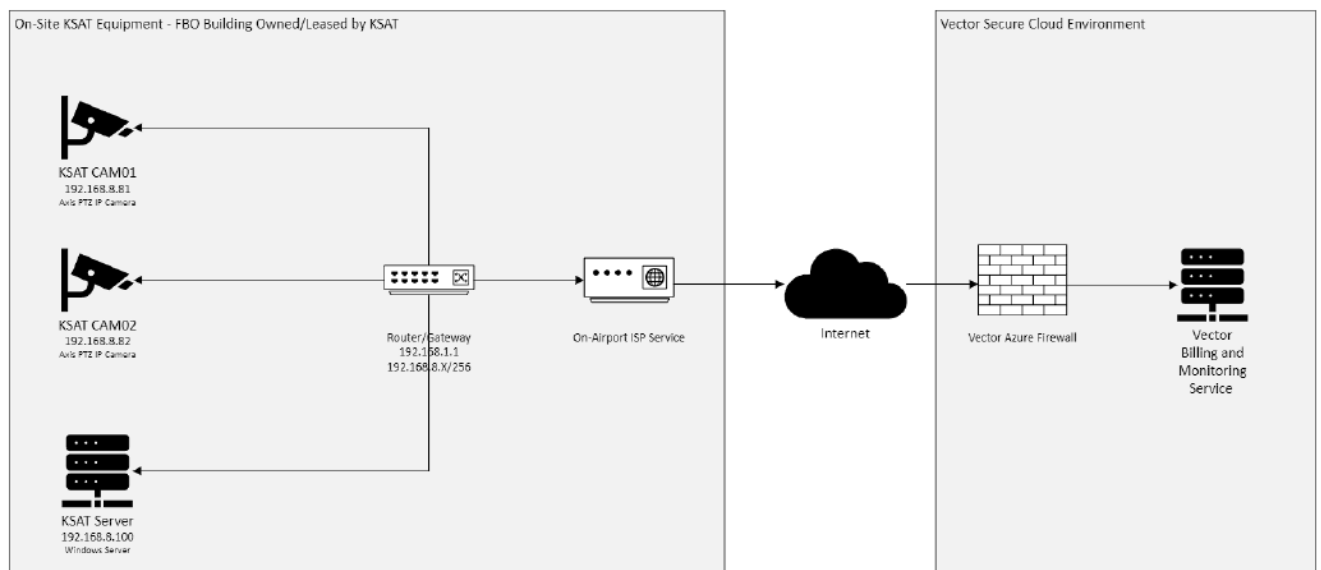 On-Site KSAT Equipment - FBO Building Owned/Leased by KSAT
KSAT CAM01
192.168.8.81
Axis PTZ IP Camera
KSAT CAM02
192.168.8.82
Axis PTZ IP Camera
KSAT Server
192.168.8.100
Windows Server
Router/Gateway
192.158.1.1
192.168.8.X/256
On-Airport ISP Service
Internet
Vector Secure Cloud Environment
Vector Azure Firewall
Vector
Billing and
Monitoring
Service